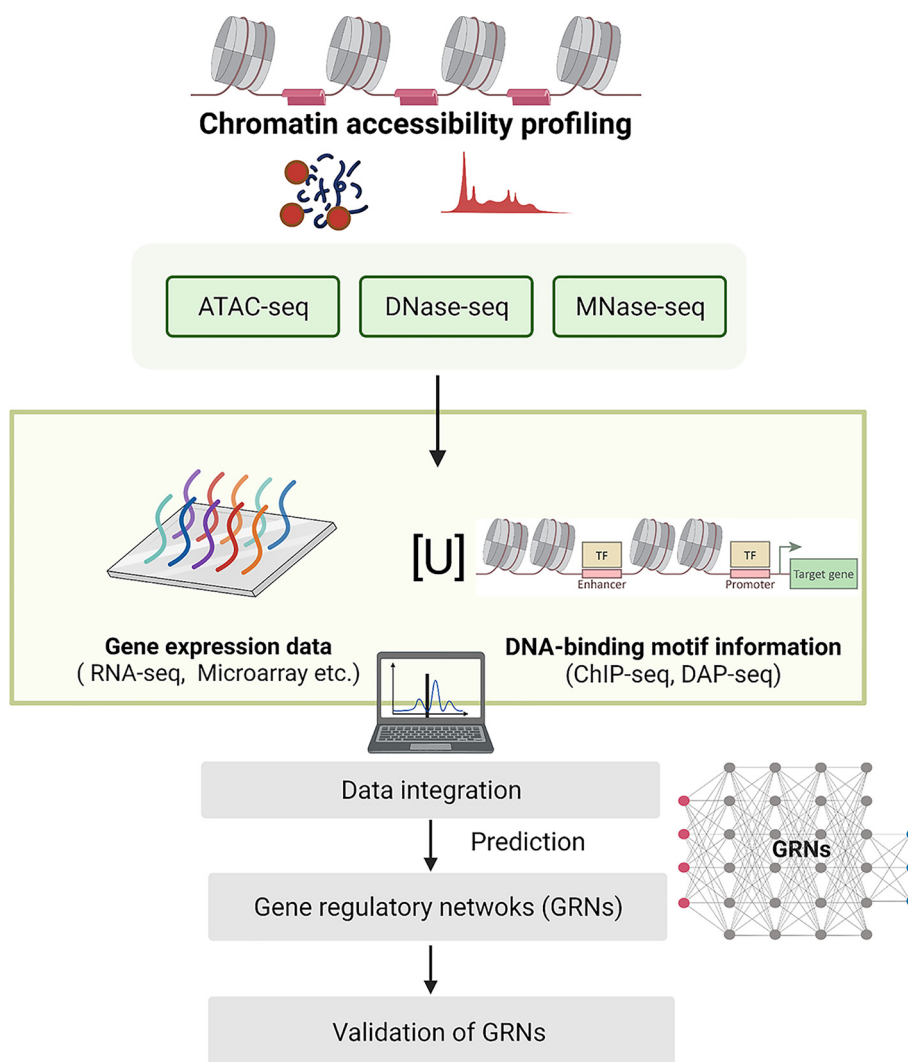 Chromatin accessibility profiling
ATAC-seq DNase-seq MNase-seq
[U]
TF TF
Enhancer Promoter Target gene
Gene expression data
( RNA-seq, Microarray etc.)
DNA-binding motif information
(ChIP-seq, DAP-seq)
Data integration
Prediction
GRNs
Gene regulatory netwoks (GRNs)
Validation of GRNs